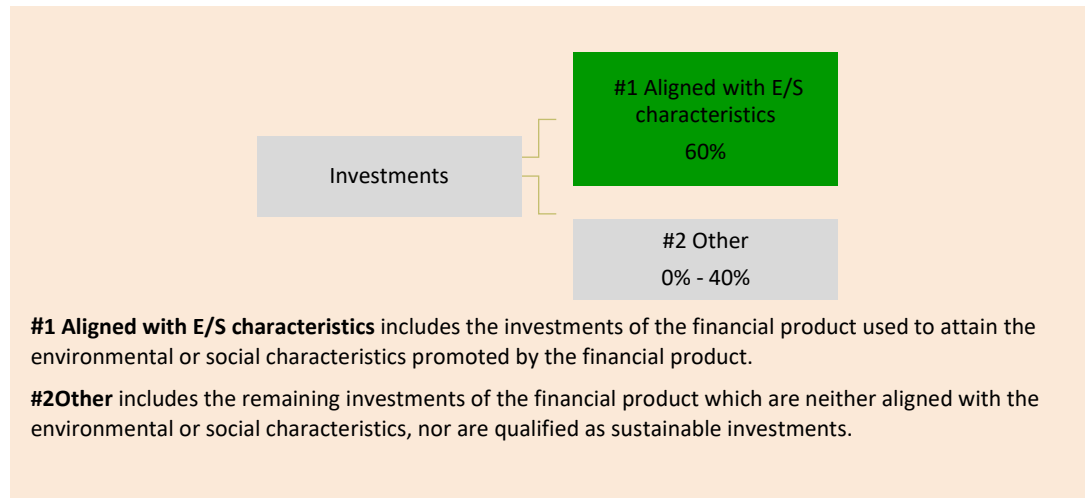 #1 Aligned with E/S
characteristics
60%
Investments
#2 Other
0% - 40%
#1 Aligned with E/S characteristics includes the investments of the financial product used to attain the
environmental or social characteristics promoted by the financial product.
#2Other includes the remaining investments of the financial product which are neither aligned with the
environmental or social characteristics, nor are qualified as sustainable investments.